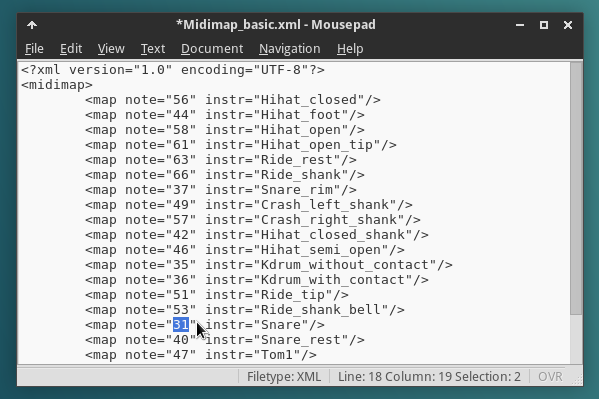 *Midimap_basic.xml - Mousepad
File Edit View Text Document Navigation Help
<?xml version="1.0" encoding="UTF-8"?>
<midimap>
<map note="56" instr="Hihat_closed"/>
<map note="44" instr="Hihat_foot"/>
<map note="58" instr="Hihat_open"/>
<map note="61" instr="Hihat_open_tip"/>
<map note="63" instr="Ride_rest"/>
<map note="66" instr="Ride_shank"/>
<map note="37" instr="Snare_rim"/>
<map note="49" instr="Crash_left_shank"/>
<map note="57" instr="Crash_right_shank"/>
<map note="42" instr="Hihat_closed_shank"/>
<map note="46" instr="Hihat_semi_open"/>
<map note="35" instr="Kdrum_without_contact"/>
<map note="36" instr="Kdrum_with_contact"/>
<map note="51" instr="Ride_tip"/>
<map note="53" instr="Ride_shank_bell"/>
<map note="31" instr="Snare"/>
<map note="40" instr="Snare_rest"/>
<map note="47" instr="Tom1"/>
Filetype: XML Line: 18 Column: 19 Selection: 2 OVR